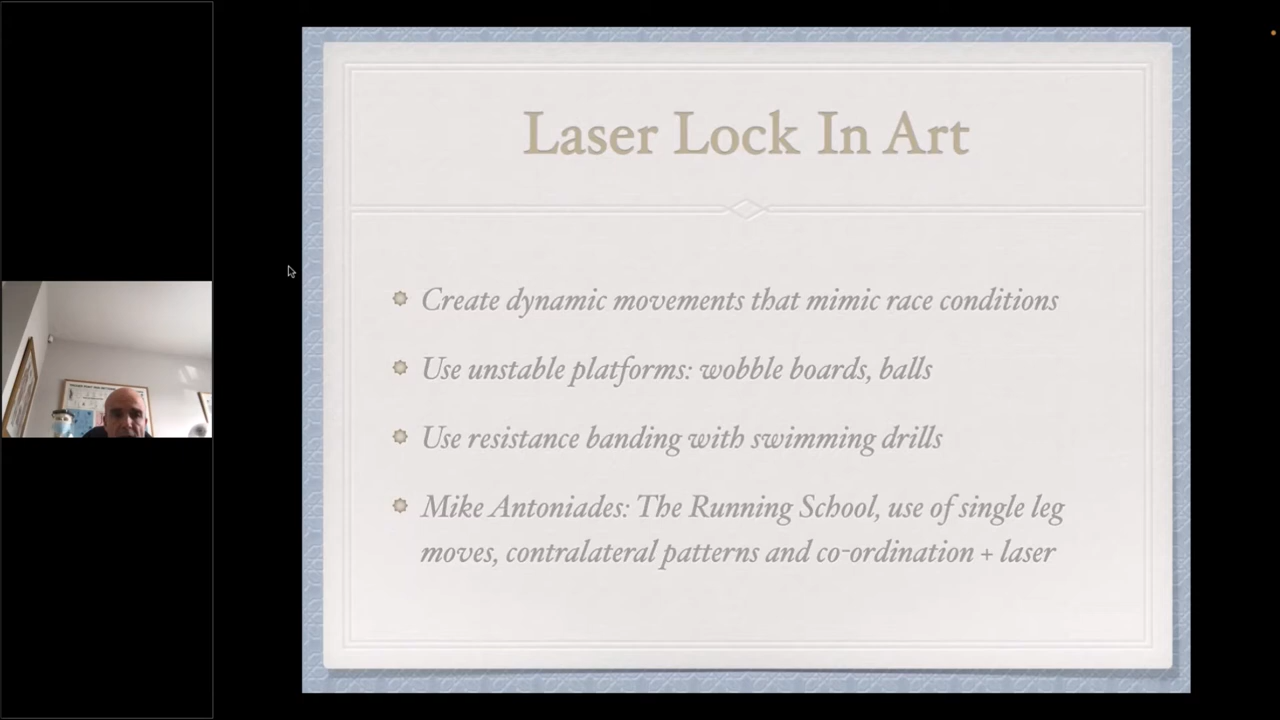 Laser Lock In Art
Create dynamic movements that mimic race conditions
Use unstable platforms: wobble boards, balls
Use resistance banding with swimming drills
Mike Antoniades: The Running School, use of single leg
moves, contralateral patterns and co-ordination + laser